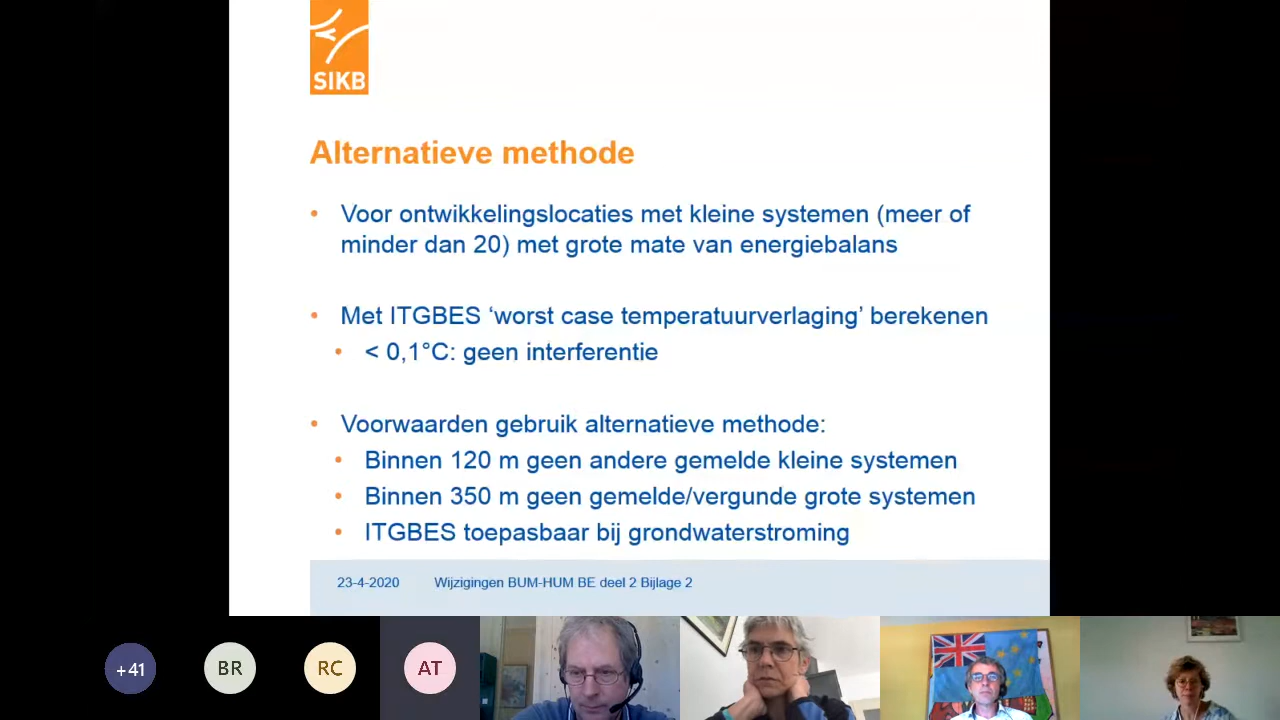 SIKB
Alternatieve methode
• Voor ontwikkelingslocaties met kleine systemen (meer of
minder dan 20) met grote mate van energiebalans
• Met ITGBES ‘worst case temperatuurverlaging’ berekenen
• < 0,1°C: geen interferentie
• Voorwaarden gebruik alternatieve methode:
• Binnen 120 m geen andere gemelde kleine systemen
• Binnen 350 m geen gemelde/vergunde grote systemen
• ITGBES toepasbaar bij grondwaterstroming
23-4-2020 Wijzigingen BUM-HUM BE deel 2 Bijlage 2
+41 BR RC AT